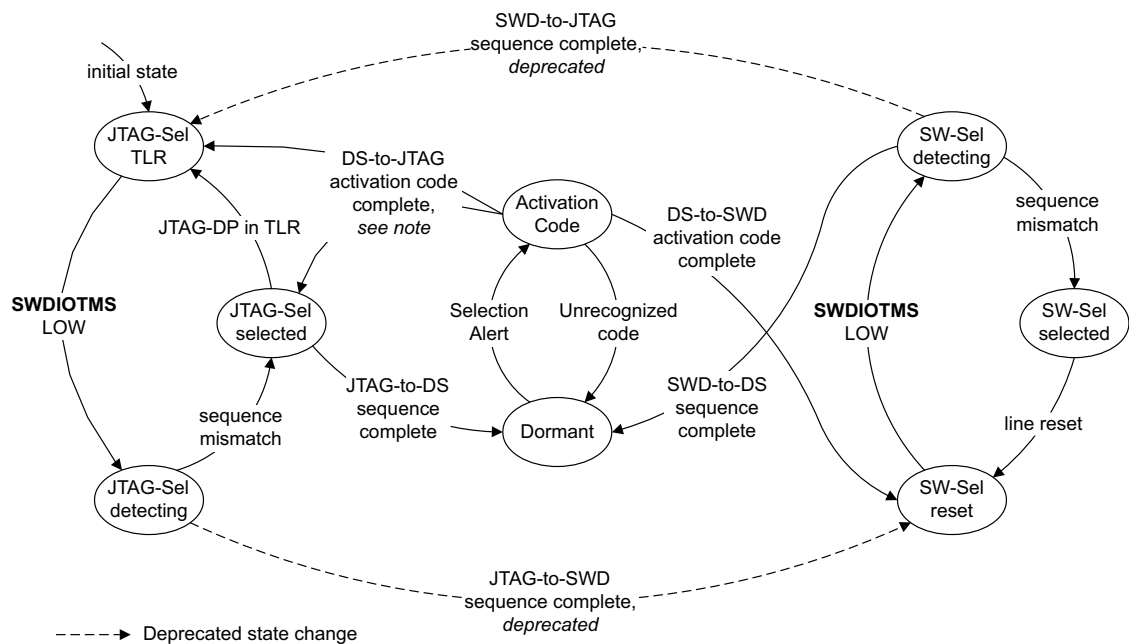 SWD-to-JTAG
sequence complete,
deprecated
initial state
JTAG-Sel
TLR
SW-Sel
detecting
DS-to-JTAG
activation code
complete,
see note
Activation
Code
DS-to-SWD
activation code
complete
sequence
mismatch
JTAG-DP in TLR
SWDIOTMS
LOW
JTAG-Sel
selected
Selection
Alert
Unrecognized
code
SWDIOTMS
LOW
SW-Sel
selected
JTAG-to-DS
sequence
complete
SWD-to-DS
sequence
complete
sequence
mismatch
Dormant
line reset
JTAG-Sel
detecting
SW-Sel
reset
JTAG-to-SWD
sequence complete,
deprecated
Deprecated state change